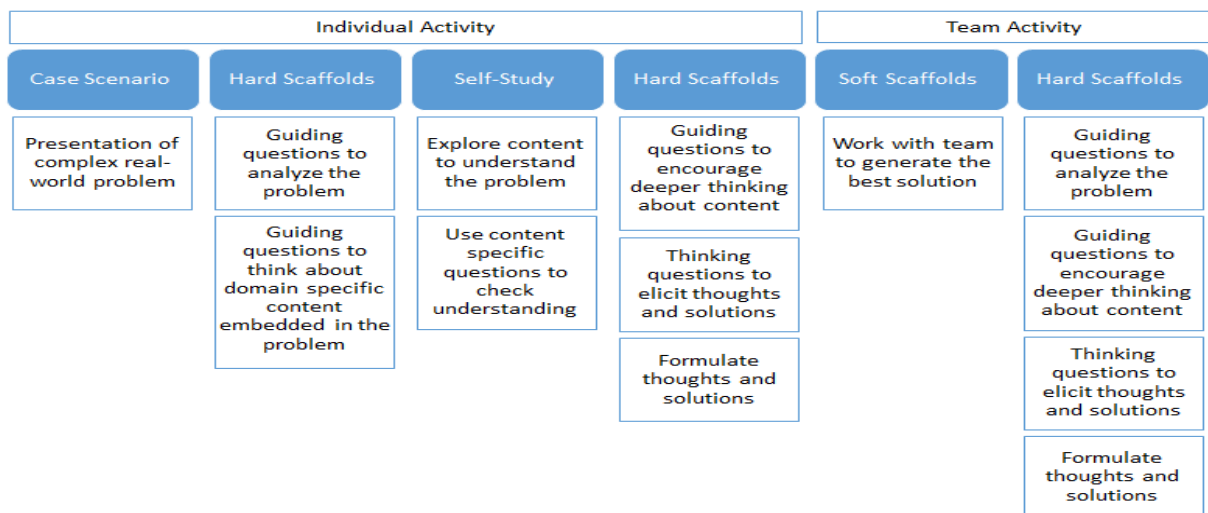 Individual Activity
Team Activity
Case Scenario
Hard Scaffolds
Self-Study
Hard Scaffolds
Soft Scaffolds
Hard Scaffolds
Presentation of
complex real-
world problem
Guiding
questions to
analyze the
problem
Guiding
questions to
think about
domain specific
content
embedded in the
problem
Explore content
to understand
the problem
Use content
specific
questions to
check
understanding
Guiding
questions to
encourage
deeper thinking
about content
Thinking
questions to
elicit thoughts
and solutions
Formulate
thoughts and
solutions
Work with team
to generate the
best solution
Guiding
questions to
analyze the
problem
Guiding
questions to
encourage
deeper thinking
about content
Thinking
questions to
elicit thoughts
and solutions
Formulate
thoughts and
solutions